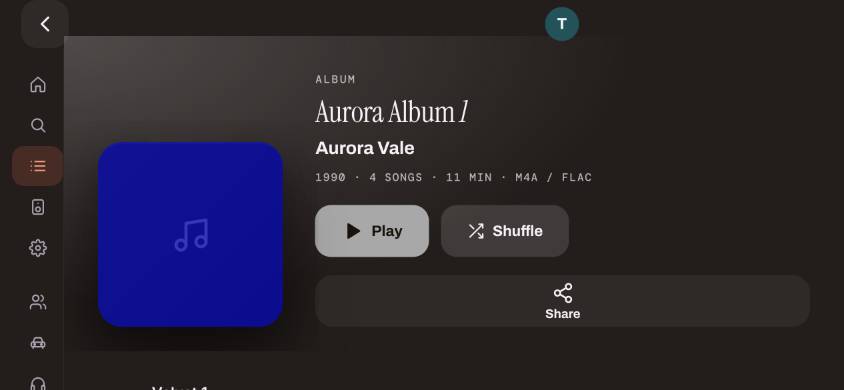 T
ALBUM
Aurora Album 1
Aurora Vale
1990 · 4 SONGS · 11 MIN · M4A / FLAC
Play
Shuffle
Share